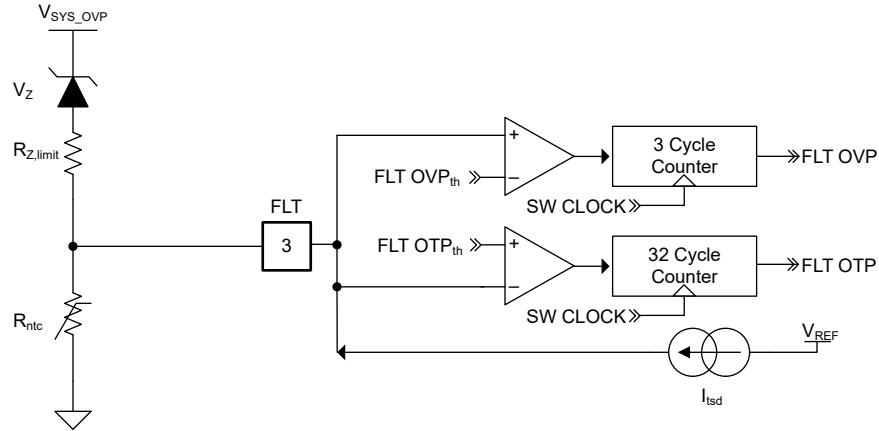 VSYS_OVP
VZ
RZ,limit
FLT
3
Rntc
+
−
FLT OVPth
3 Cycle
Counter
FLT OVP
SW CLOCK
FLT OTPth
+
−
32 Cycle
Counter
FLT OTP
SW CLOCK
VREF
Itsd